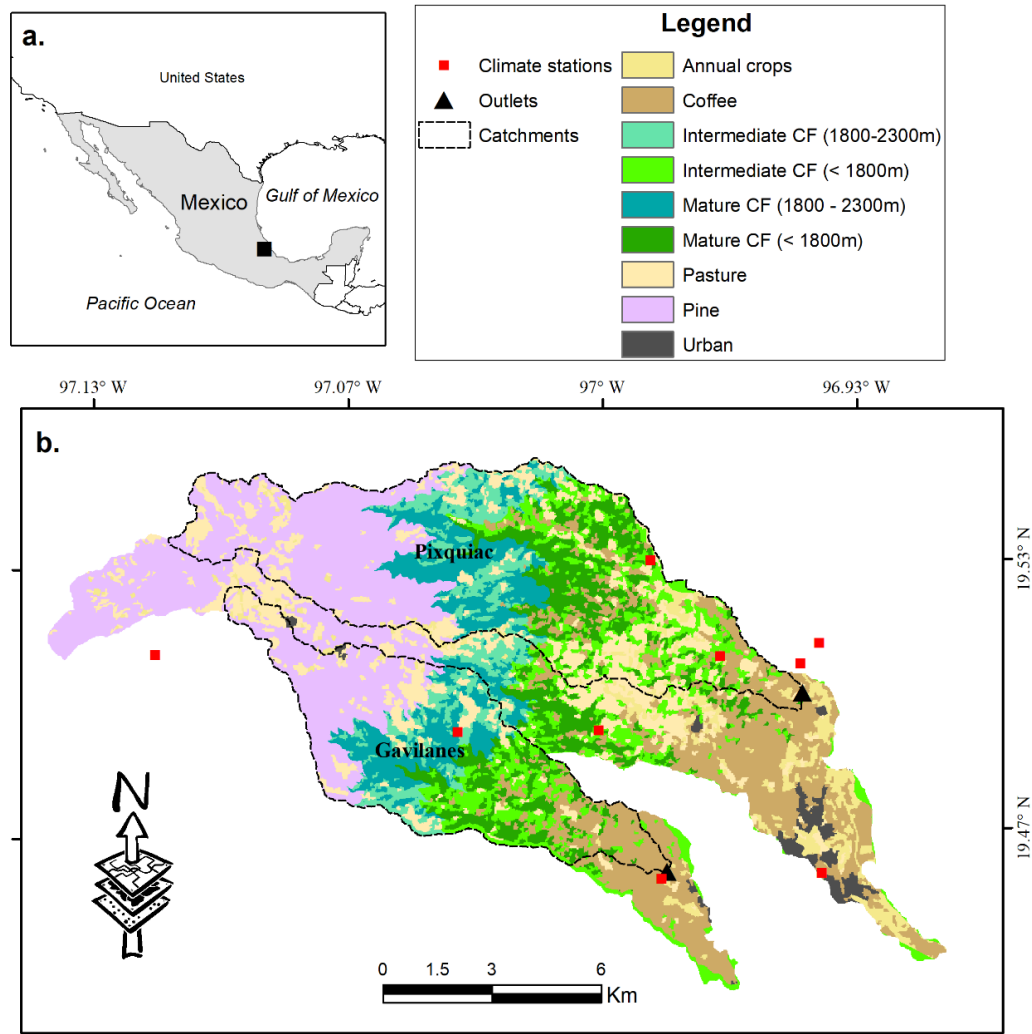 a.
United States
Mexico
Gulf of Mexico
Pacific Ocean
Legend
Climate stations
Outlets
Catchments
Annual crops
Coffee
Intermediate CF (1800-2300m)
Intermediate CF (< 1800m)
Mature CF (1800 - 2300m)
Mature CF (< 1800m)
Pasture
Pine
Urban
97.13° W 97.07° W 97° W 96.93° W
b.
Pixquiac
19.53° N
Gavilanes
N
19.47° N
0 1.5 3 6
Km